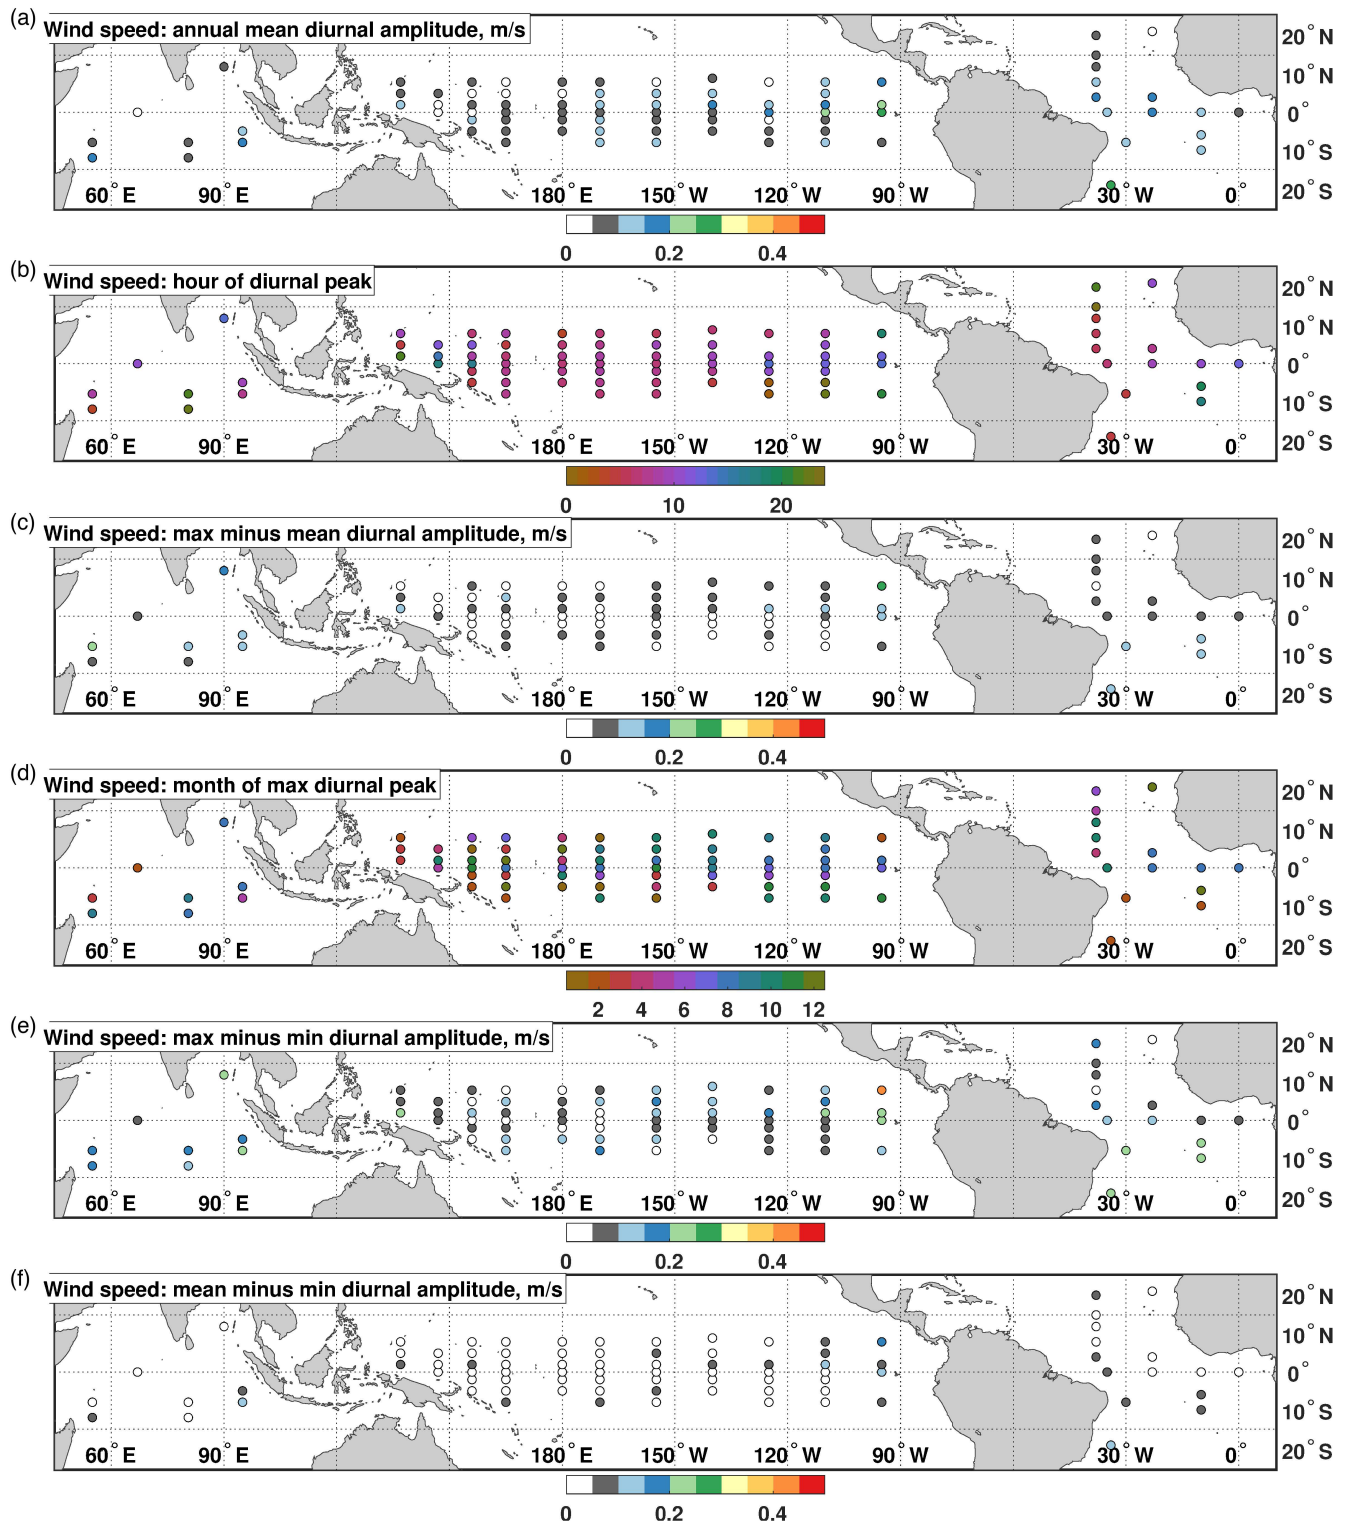 (a) Wind speed: annual mean diurnal amplitude, m/s
20° N
10° N
0°
10° S
20° S
60° E 90° E 180° E 150° W 120° W 90° W 30° W 0°
0 0.2 0.4
(b) Wind speed: hour of diurnal peak
20° N
10° N
0°
10° S
20° S
60° E 90° E 180° E 150° W 120° W 90° W 30° W 0°
0 10 20
(c) Wind speed: max minus mean diurnal amplitude, m/s
20° N
10° N
0°
10° S
20° S
60° E 90° E 180° E 150° W 120° W 90° W 30° W 0°
0 0.2 0.4
(d) Wind speed: month of max diurnal peak
20° N
10° N
0°
10° S
20° S
60° E 90° E 180° E 150° W 120° W 90° W 30° W 0°
2 4 6 8 10 12
(e) Wind speed: max minus min diurnal amplitude, m/s
20° N
10° N
0°
10° S
20° S
60° E 90° E 180° E 150° W 120° W 90° W 30° W 0°
0 0.2 0.4
(f) Wind speed: mean minus min diurnal amplitude, m/s
20° N
10° N
0°
10° S
20° S
60° E 90° E 180° E 150° W 120° W 90° W 30° W 0°
0 0.2 0.4